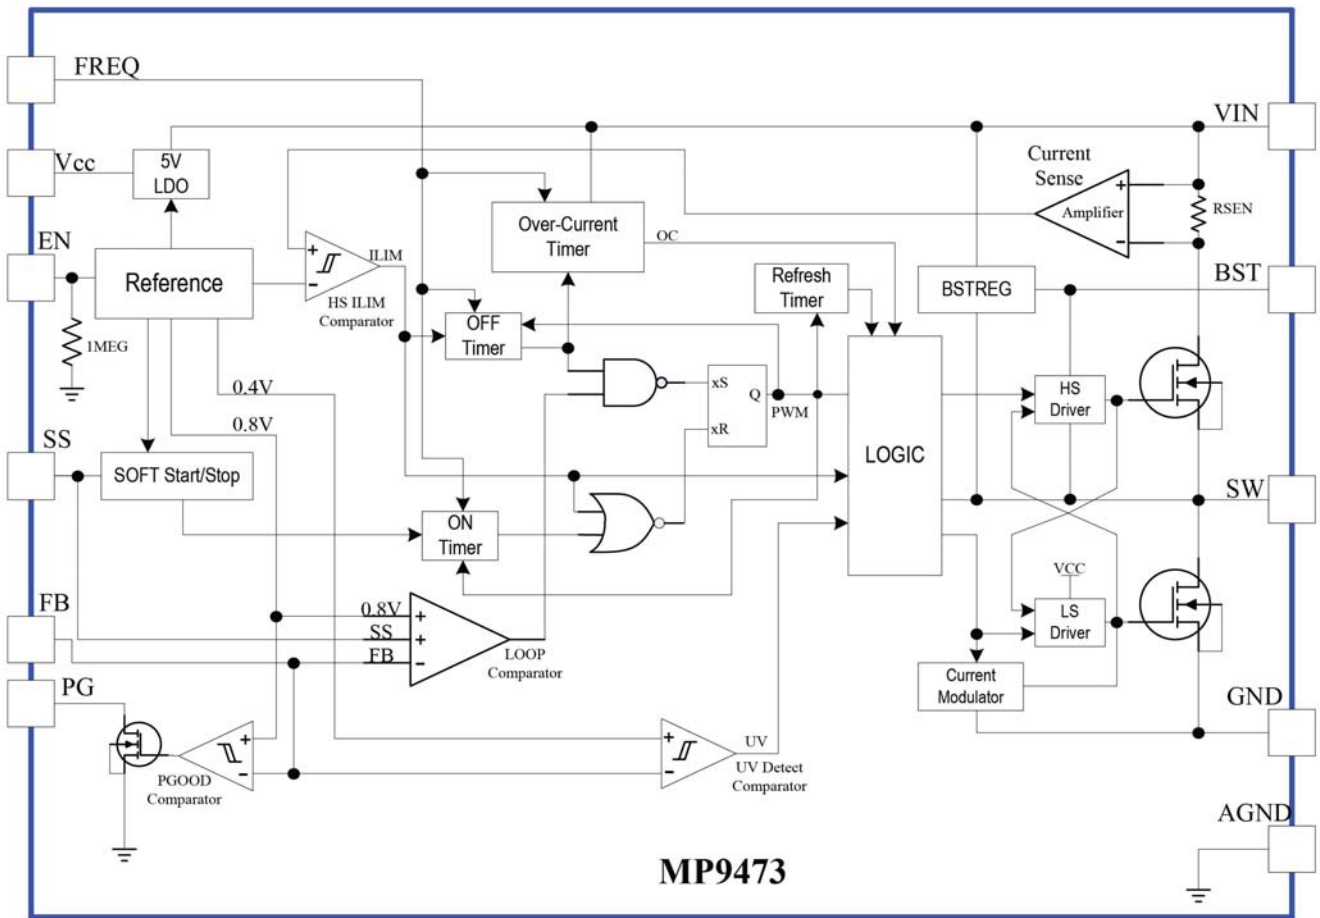 FREQ
VIN
Vcc
5V
LDO
Current
Sense
+
Amplifier
-
RSEN
Over-Current
Timer
OC
EN
Reference
+
-
ILIM
HS ILIM
Comparator
Refresh
Timer
BSTREG
BST
1MEG
OFF
Timer
0.4V
0.8V
xS
Q
xR
PWM
HS
Driver
LOGIC
SS
SOFT Start/Stop
SW
ON
Timer
VCC
LS
Driver
FB
0.8V
+
SS
+
FB
-
LOOP
Comparator
Current
Modulator
PG
GND
+
-
PGOOD
Comparator
+
-
UV
UV Detect
Comparator
AGND
MP9473